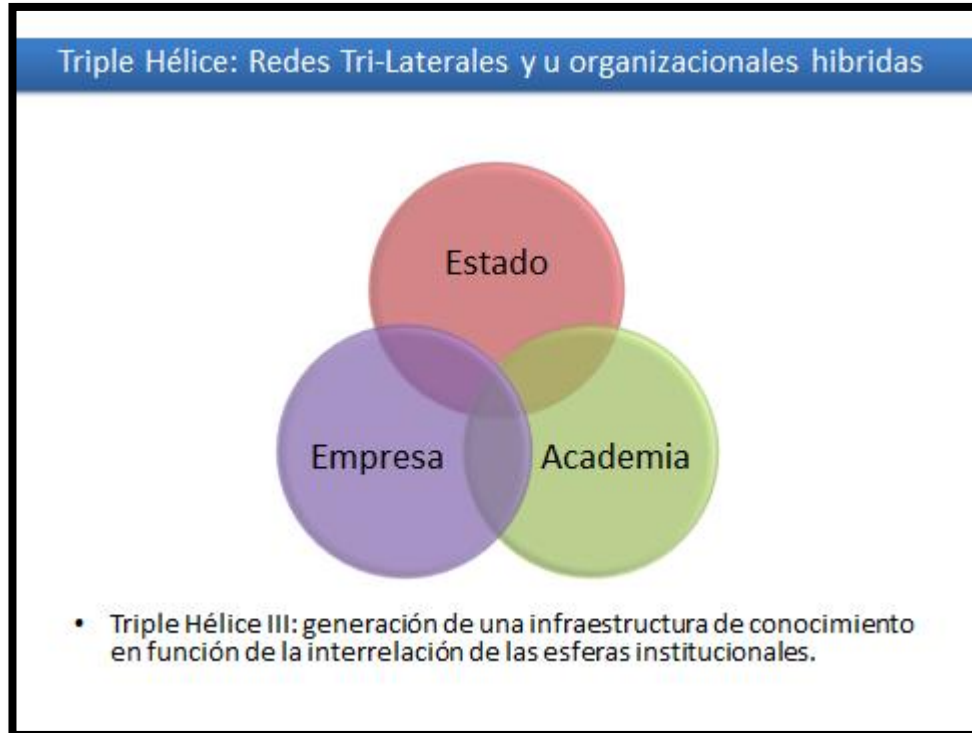 Triple Hélice: Redes Tri-Laterales y u organizacionales hibridas
Estado
Empresa
Academia
• Triple Hélice III: generación de una infraestructura de conocimiento
en función de la interrelación de las esferas institucionales.